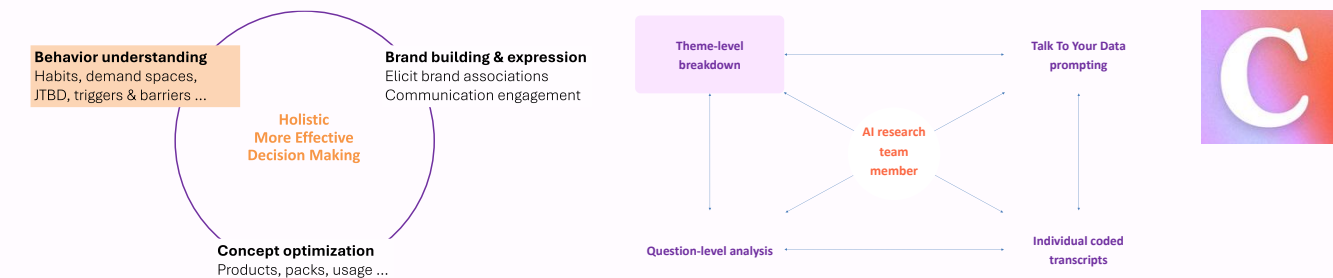 Behavior understanding
Habits, demand spaces,
JTBD, triggers & barriers ...
Brand building & expression
Elicit brand associations
Communication engagement
Holistic
More Effective
Decision Making
Concept optimization
Products, packs, usage ...
Theme-level
breakdown
Talk To Your Data
prompting
AI research
team
member
Question-level analysis
Individual coded
transcripts
C